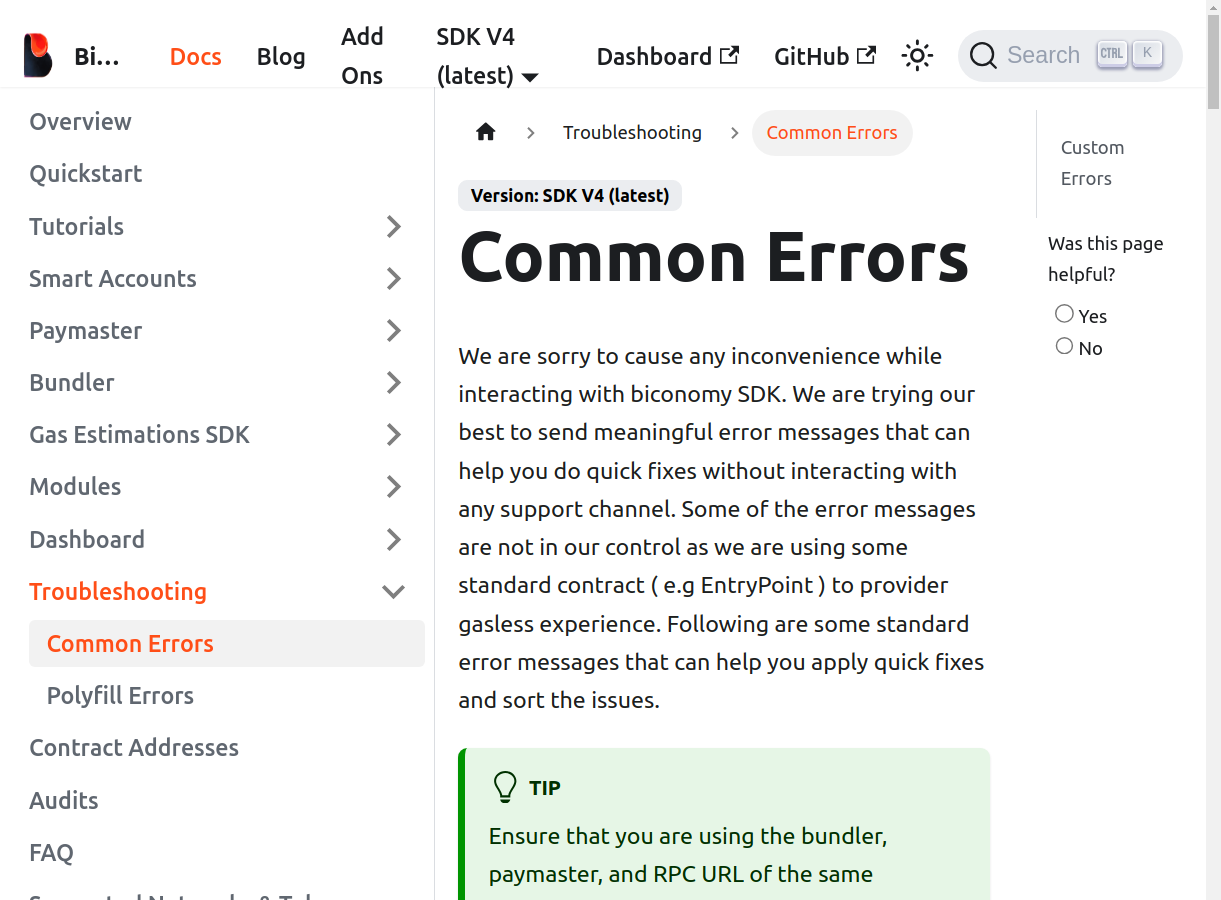 Bi...
Docs
Blog
Add
Ons
SDK V4
(latest)
Dashboard
GitHub
Search
CTRL
K
Overview
Quickstart
Tutorials
Smart Accounts
Paymaster
Bundler
Gas Estimations SDK
Modules
Dashboard
Troubleshooting
Common Errors
Polyfill Errors
Contract Addresses
Audits
FAQ
Troubleshooting
Common Errors
Version: SDK V4 (latest)
Common Errors
We are sorry to cause any inconvenience while
interacting with biconomy SDK. We are trying our
best to send meaningful error messages that can
help you do quick fixes without interacting with
any support channel. Some of the error messages
are not in our control as we are using some
standard contract ( e.g EntryPoint ) to provider
gasless experience. Following are some standard
error messages that can help you apply quick fixes
and sort the issues.
TIP
Ensure that you are using the bundler,
paymaster, and RPC URL of the same
Custom
Errors
Was this page
helpful?
Yes
No